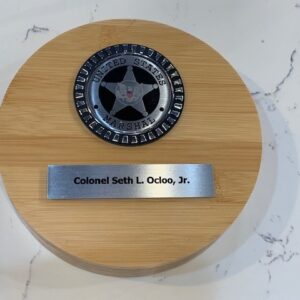 UNITED STATES
MARSHAL
Colonel Seth L. Ocloo, Jr.